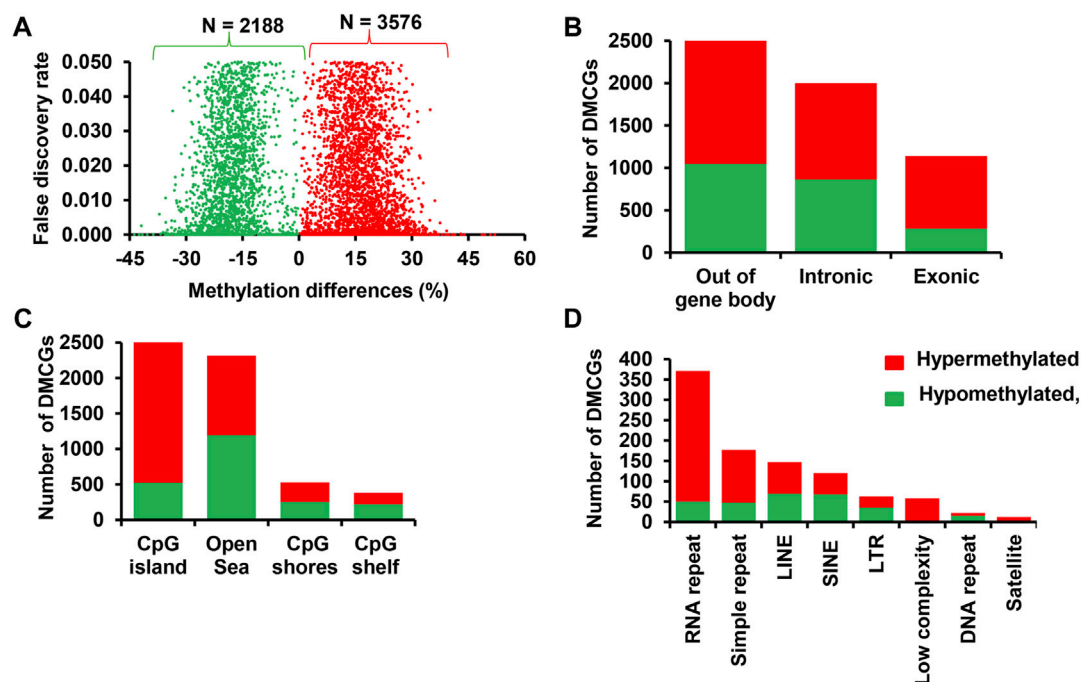 A
N = 2188
N = 3576
False discovery rate
0.050
0.040
0.030
0.020
0.010
0.000
-45
-30
-15
0
15
30
45
60
Methylation differences (%)
B
Number of DMCGs
2500
2000
1500
1000
500
0
Out of
gene body
Intronic
Exonic
C
Number of DMCGs
2500
2000
1500
1000
500
0
CpG
island
Open
Sea
CpG
shores
CpG
shelf
D
Number of DMCGs
400
350
300
250
200
150
100
50
0
RNA repeat
Simple repeat
LINE
SINE
LTR
Low complexity
DNA repeat
Satellite
Hypermethylated
Hypomethylated,